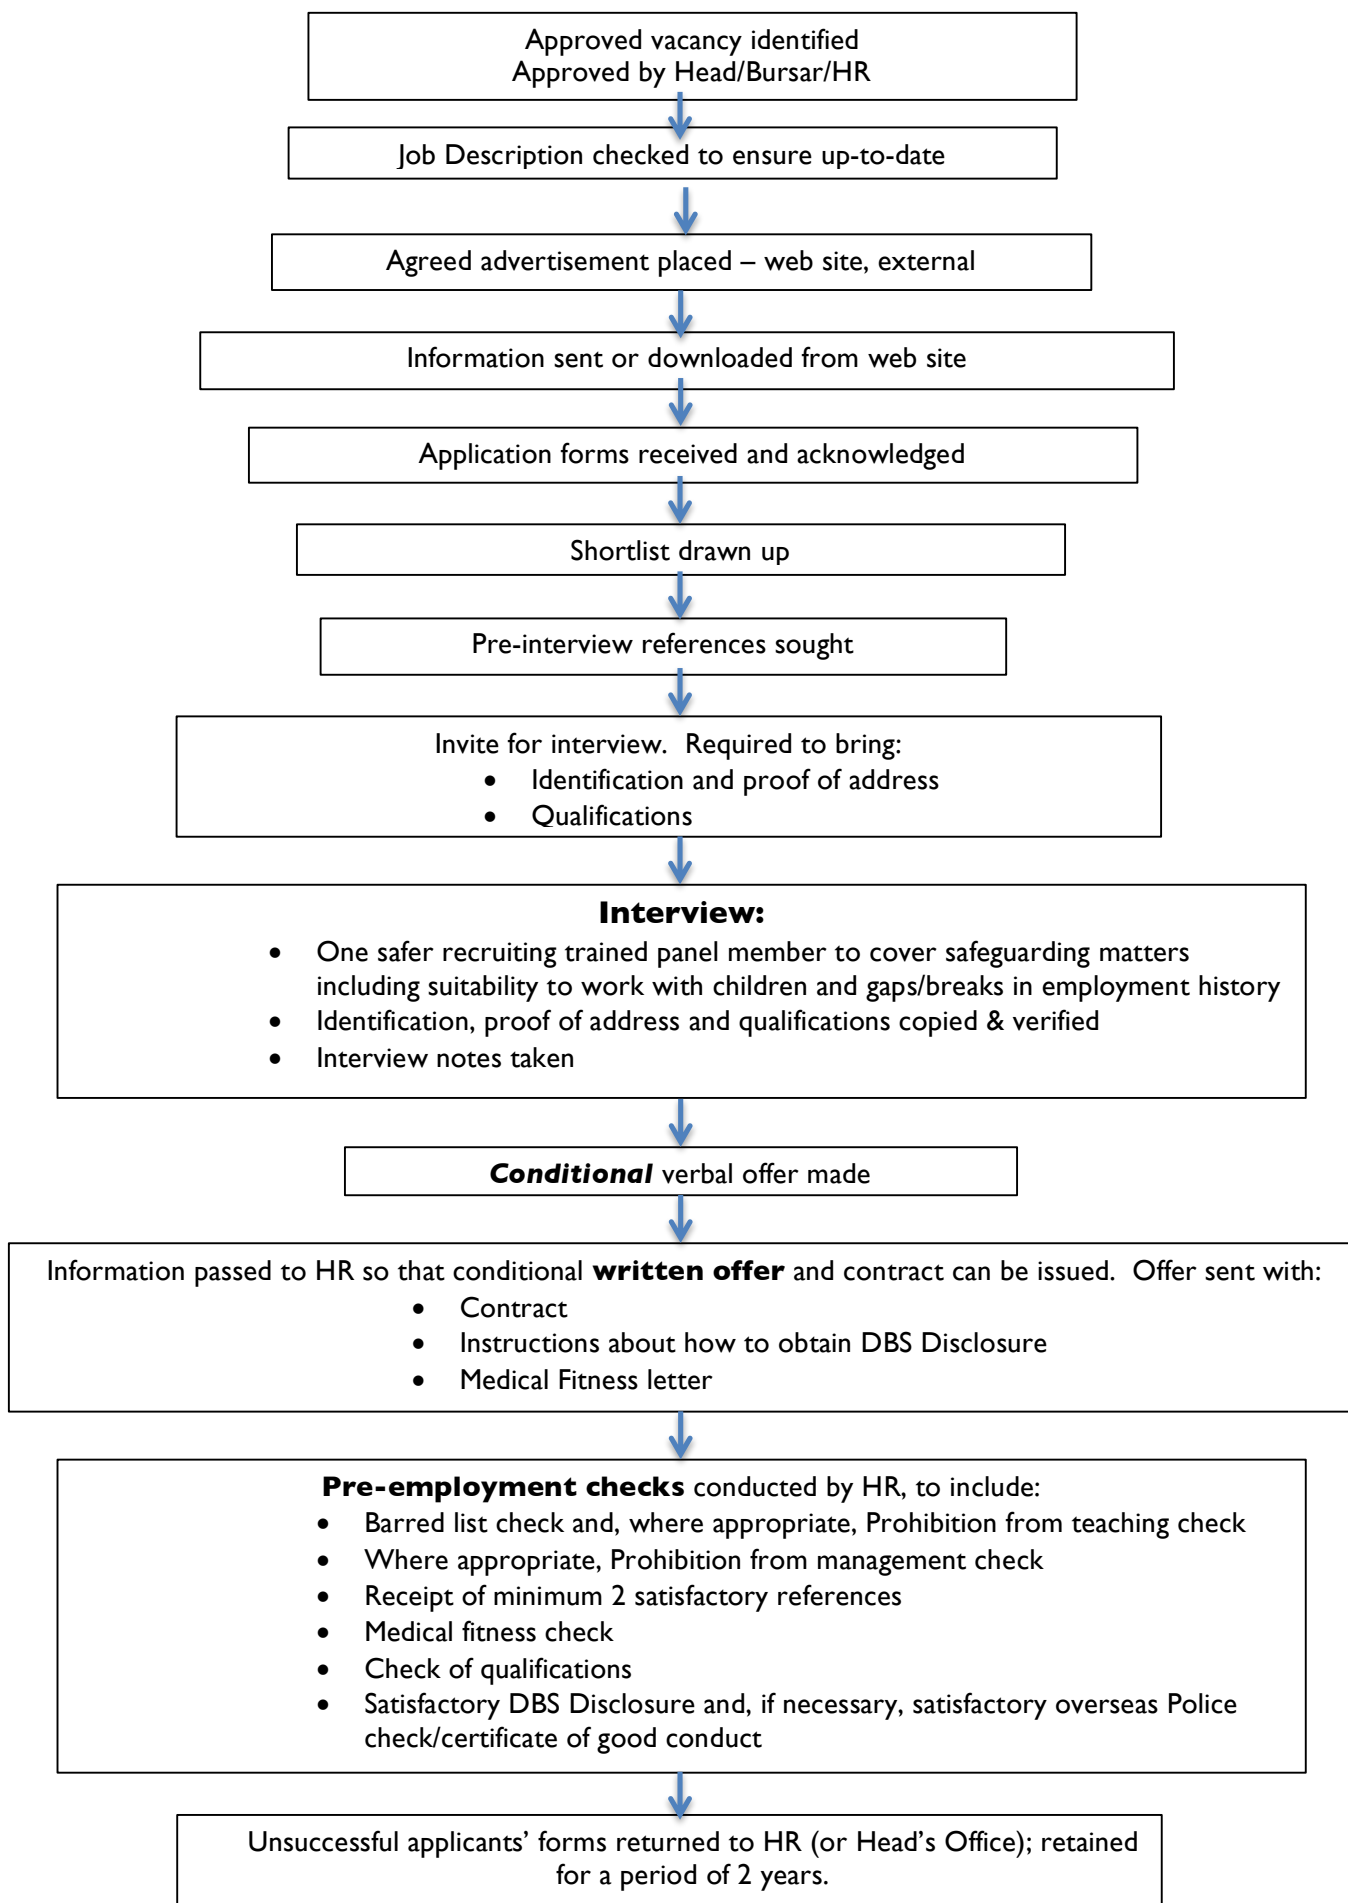 Approved vacancy identified
Approved by Head/Bursar/HR
Job Description checked to ensure up-to-date
Agreed advertisement placed – web site, external
Information sent or downloaded from web site
Application forms received and acknowledged
Shortlist drawn up
Pre-interview references sought
Invite for interview.  Required to bring:
• Identification and proof of address
• Qualifications
Interview:
• One safer recruiting trained panel member to cover safeguarding matters
including suitability to work with children and gaps/breaks in employment history
• Identification, proof of address and qualifications copied & verified
• Interview notes taken
Conditional verbal offer made
Information passed to HR so that conditional written offer and contract can be issued.  Offer sent with:
• Contract
• Instructions about how to obtain DBS Disclosure
• Medical Fitness letter
Pre-employment checks conducted by HR, to include:
• Barred list check and, where appropriate, Prohibition from teaching check
• Where appropriate, Prohibition from management check
• Receipt of minimum 2 satisfactory references
• Medical fitness check
• Check of qualifications
• Satisfactory DBS Disclosure and, if necessary, satisfactory overseas Police
check/certificate of good conduct
Unsuccessful applicants’ forms returned to HR (or Head’s Office); retained
for a period of 2 years.